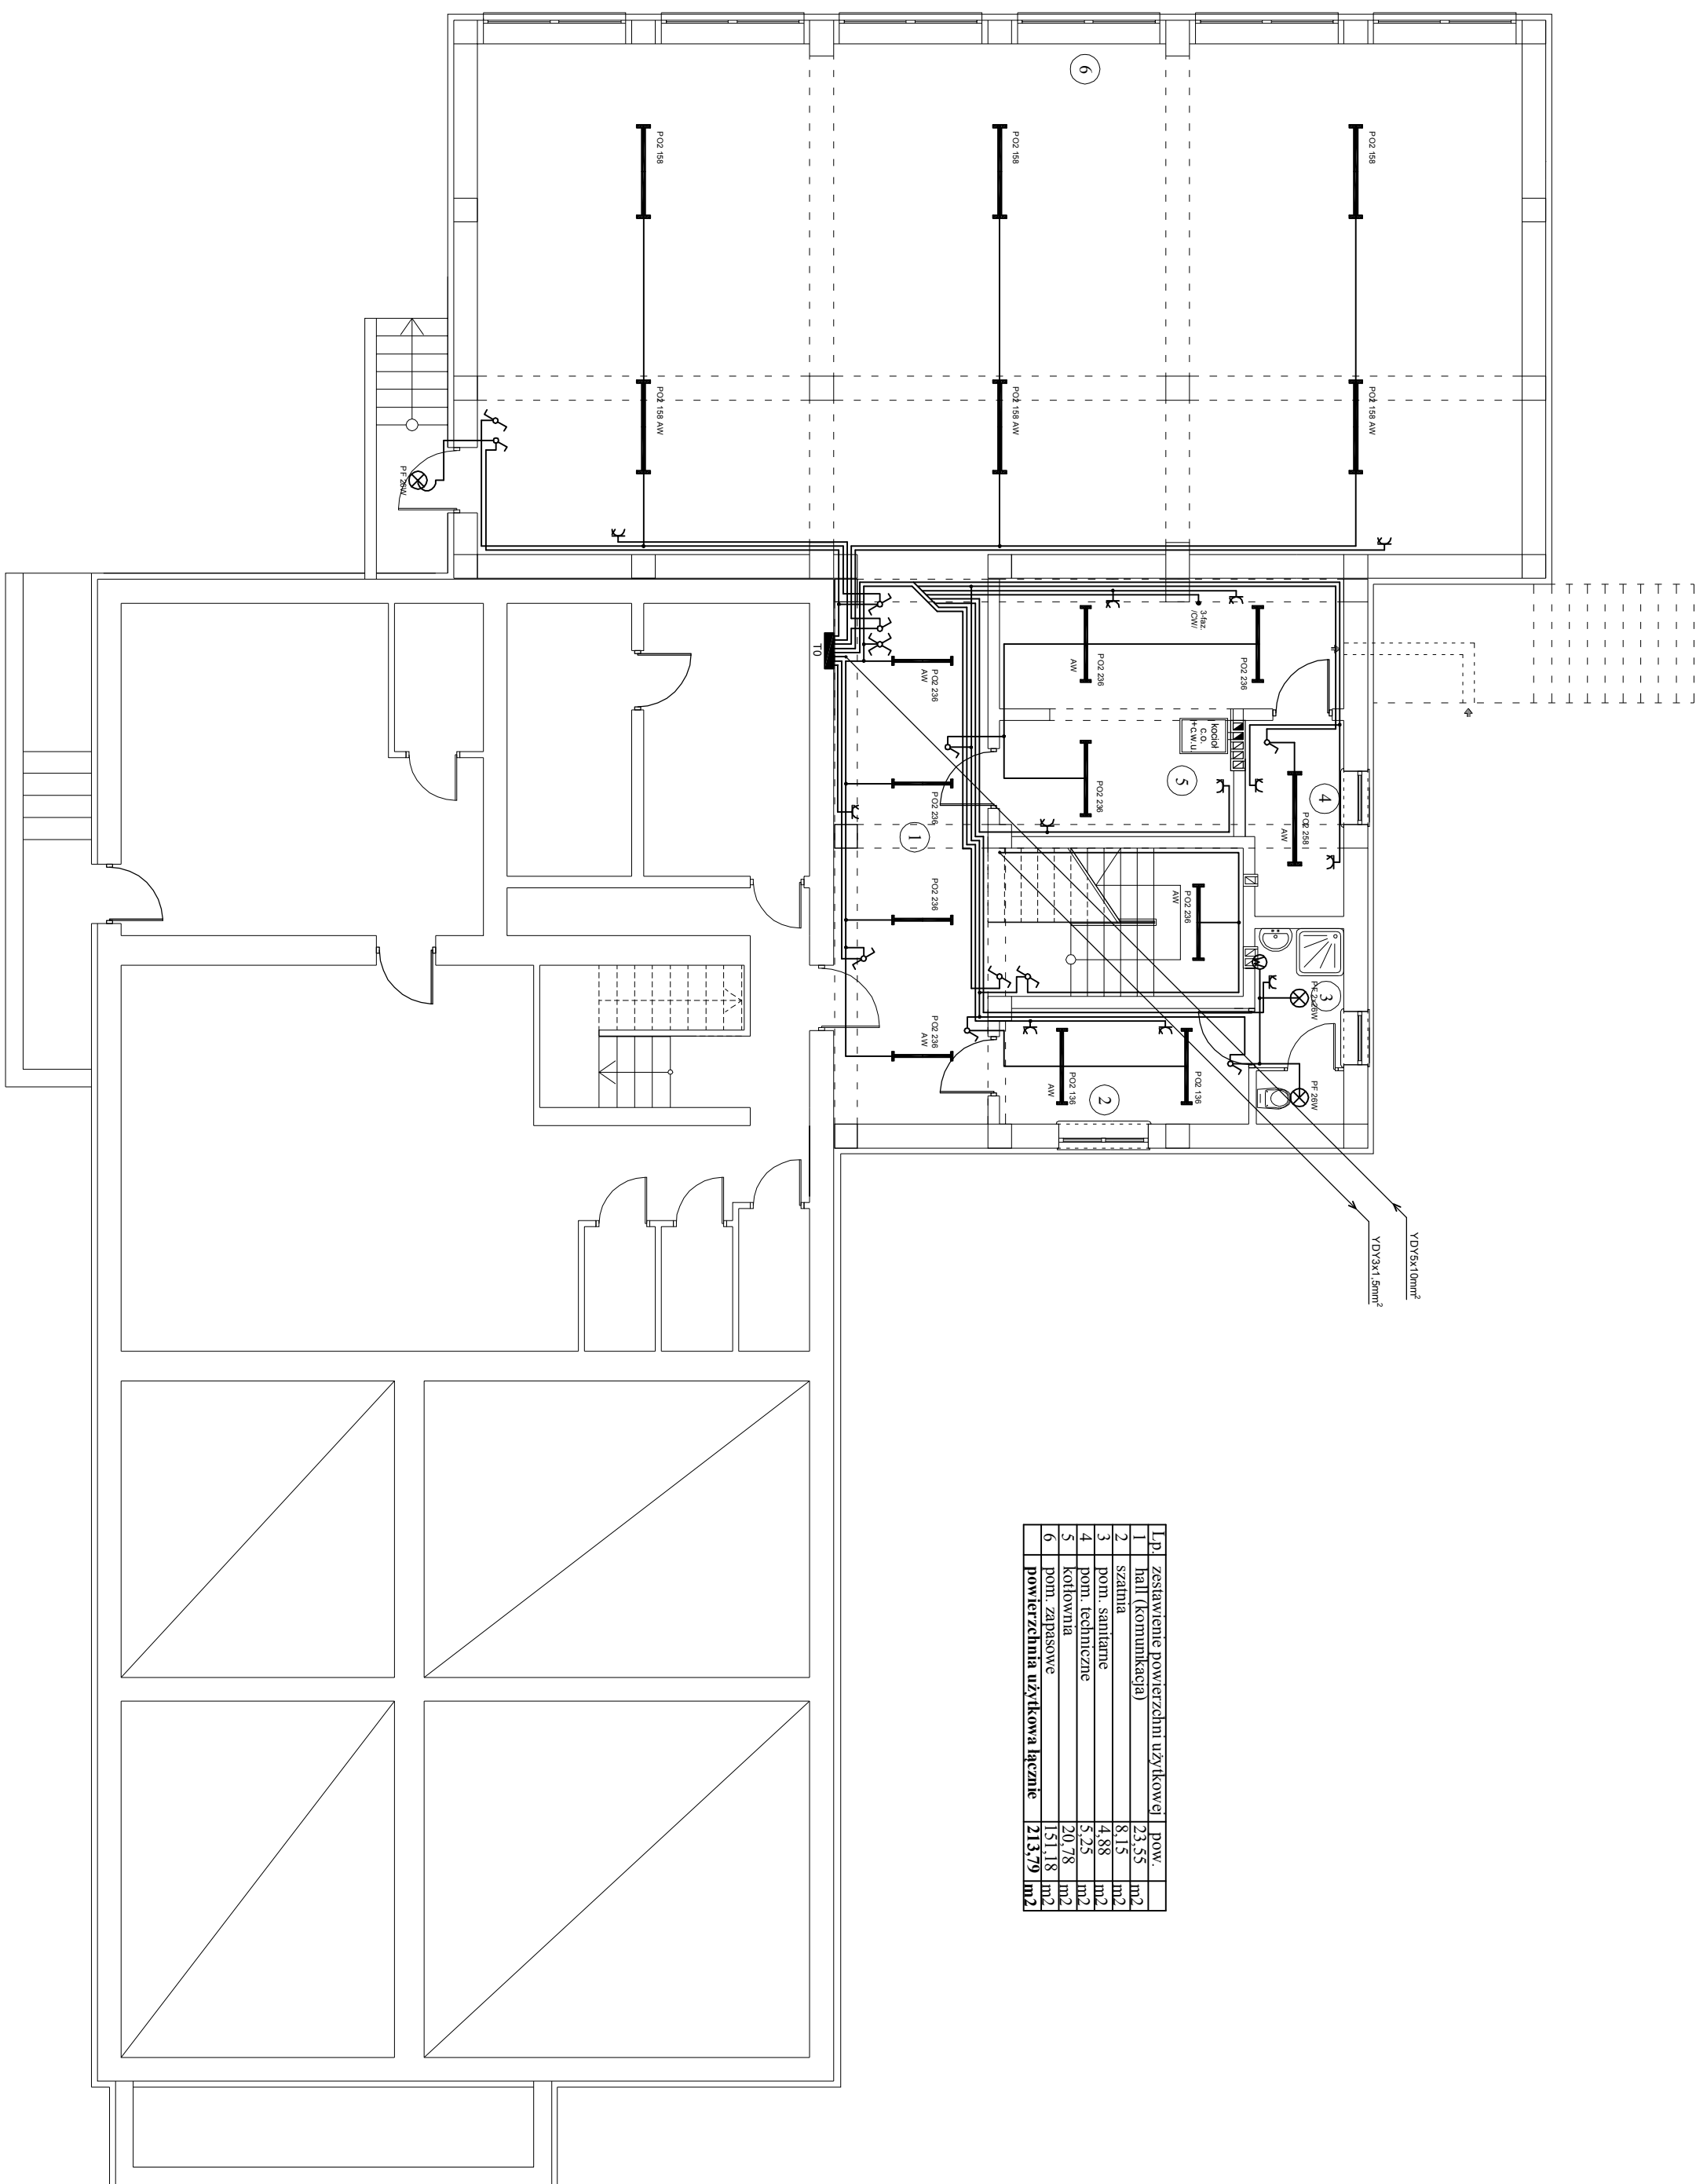 6
PO2 158
PO2 158
PO2 158
PO2 158 AW
PO2 158 AW
PO2 158 AW
PF 26W
T0
3-faz.
/CW/
PO2 236
AW
PO2 236
PO2 236
AW
PO2 236
PO2 236
PO2 236
PO2 236
AW
kocioł
c.o.
+c.w.u.
5
4
PO2 258
AW
1
PO2 236
AW
PF 2x26W
3
PF 26W
PO2 136
AW
PO2 136
2
YDY5x10mm²
YDY3x1,5mm²
Lp. zestawienie powierzchni użytkowej pow.
1 hall (komunikacja) 23,55 m2
2 szatnia 8,15 m2
3 pom. sanitarne 4,88 m2
4 pom. techniczne 5,25 m2
5 kotłownia 20,78 m2
6 pom. zapasowe 151,18 m2
powierzchnia użytkowa łącznie 213,79 m2